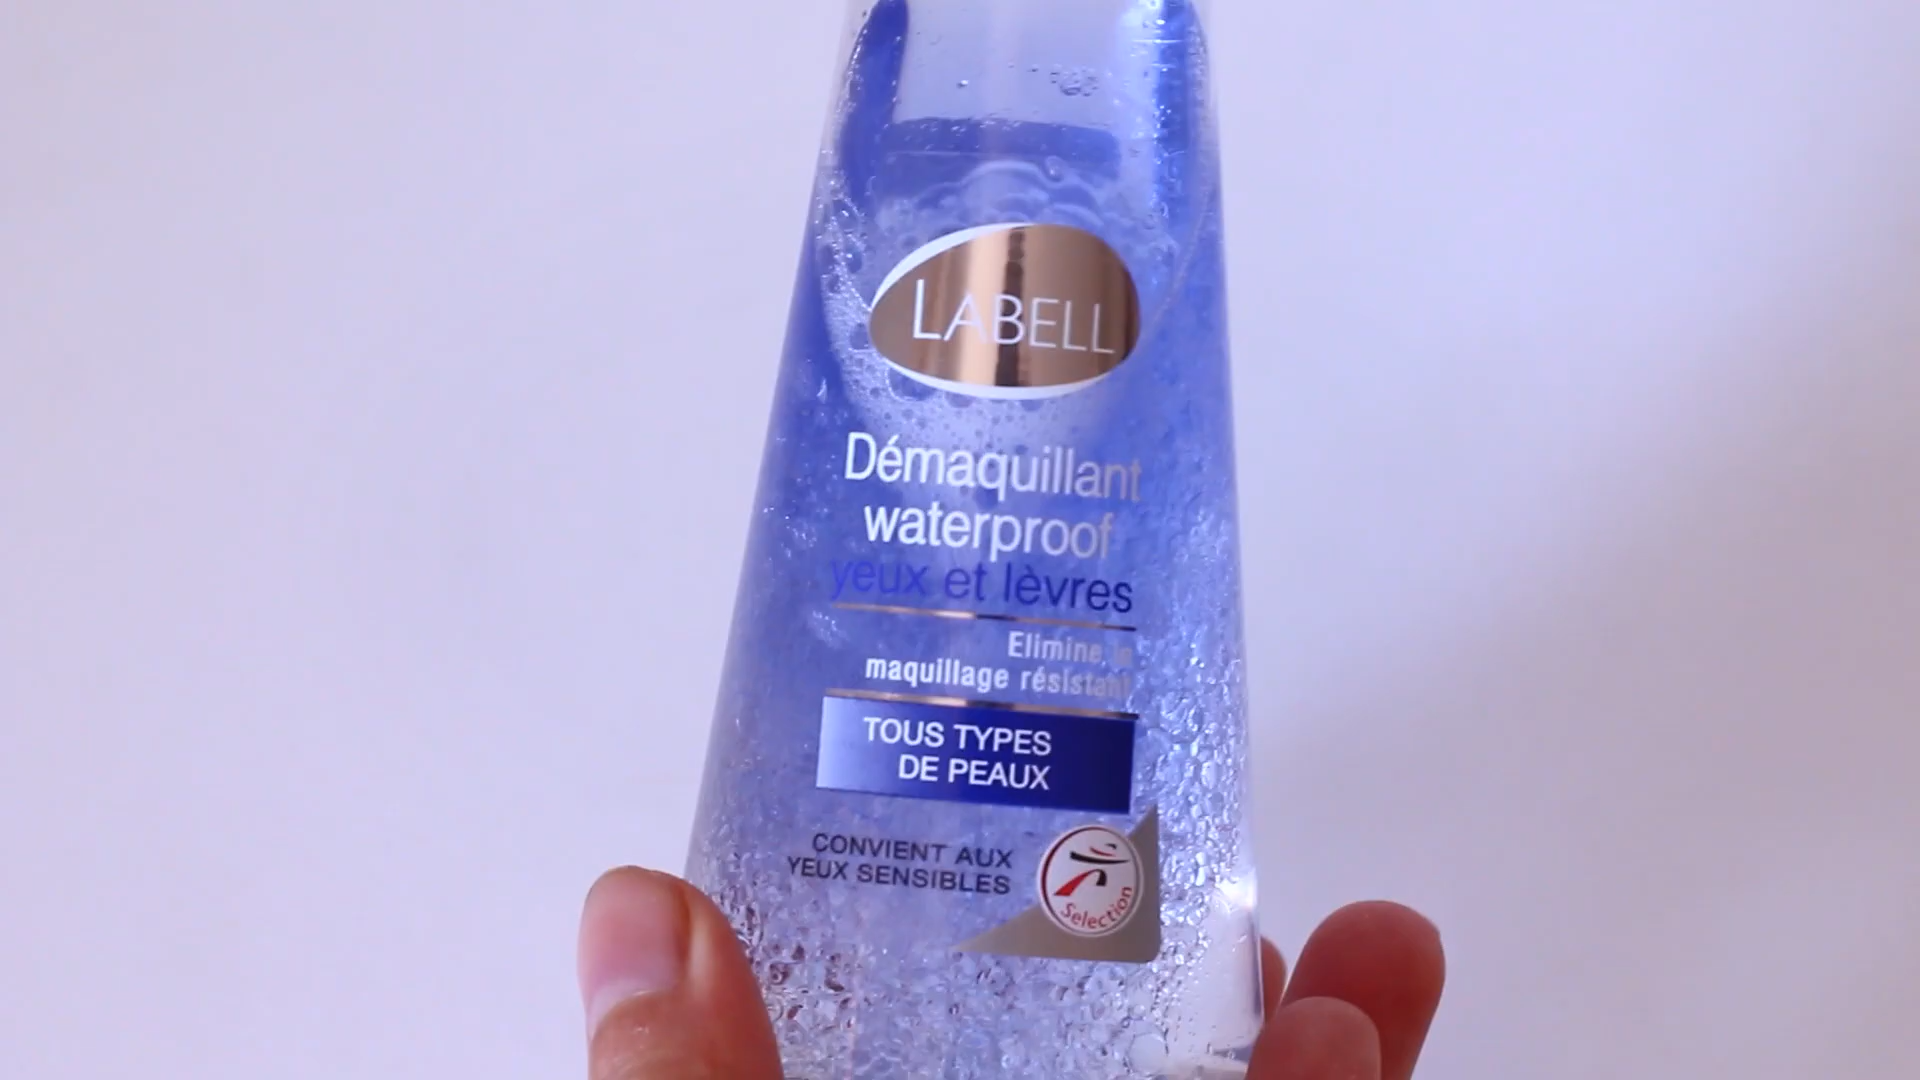 LABELL
Démaquillant
waterproof
yeux et lèvres
Elimine le
maquillage résistant
TOUS TYPES
DE PEAUX
CONVIENT AUX
YEUX SENSIBLES
Selection